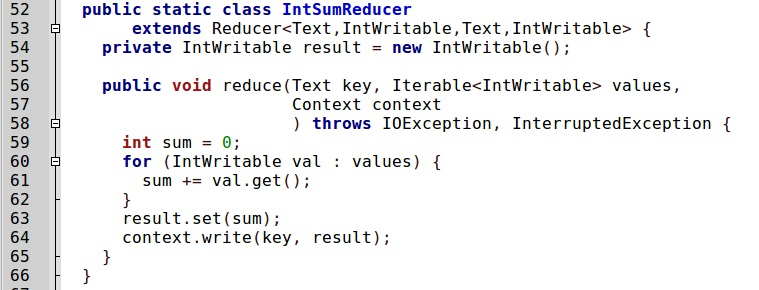 52 public static class IntSumReducer
53 extends Reducer<Text,IntWritable,Text,IntWritable> {
54 private IntWritable result = new IntWritable();
55
56 public void reduce(Text key, Iterable<IntWritable> values,
57 Context context
58 ) throws IOException, InterruptedException {
59 int sum = 0;
60 for (IntWritable val : values) {
61 sum += val.get();
62 }
63 result.set(sum);
64 context.write(key, result);
65 }
66 }